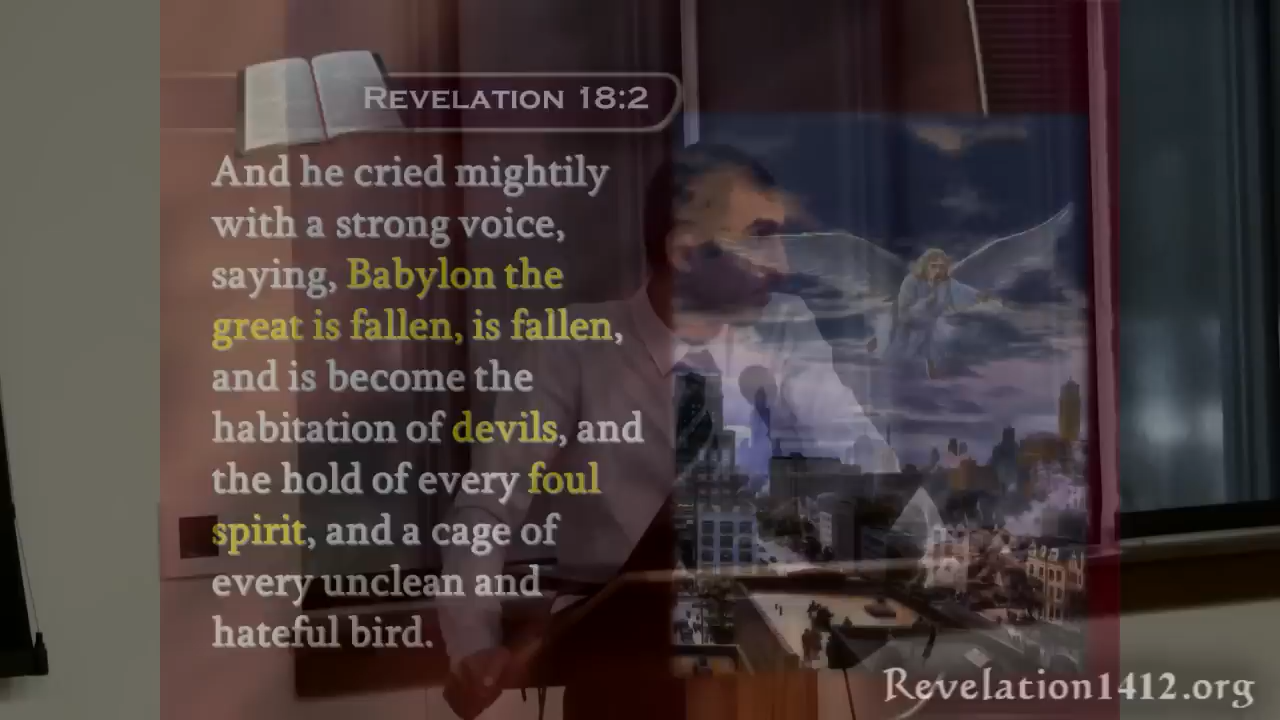 Revelation 18:2
And he cried mightily
with a strong voice,
saying, Babylon the
great is fallen, is fallen,
and is become the
habitation of devils, and
the hold of every foul
spirit, and a cage of
every unclean and
hateful bird.
Revelation1412.org